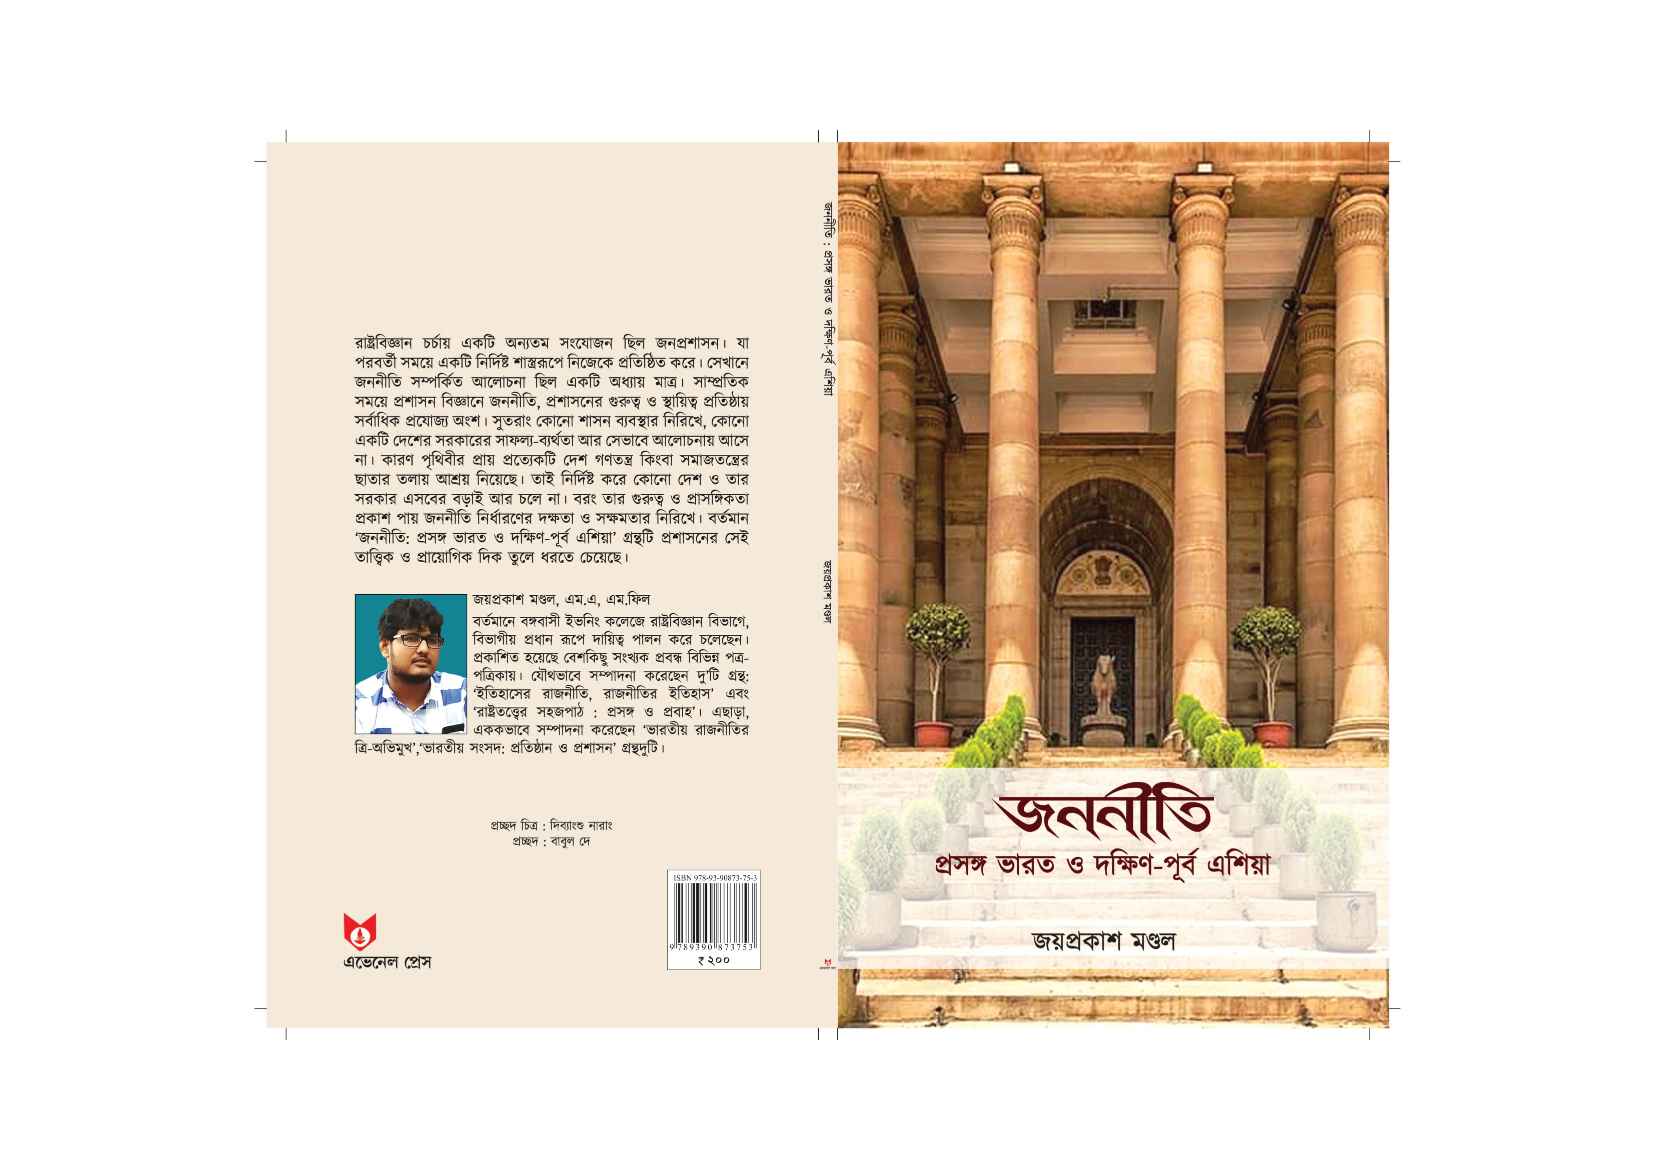 রাষ্ট্রবিজ্ঞান চর্চায় একটি অন্যতম সংযোজন ছিল জনপ্রশাসন। যা
পরবর্তী সময়ে একটি নির্দিষ্ট শাস্ত্ররূপে নিজেকে প্রতিষ্ঠিত করে। সেখানে
জননীতি সম্পর্কিত আলোচনা ছিল একটি অধ্যায় মাত্র। সাম্প্রতিক
সময়ে প্রশাসন বিজ্ঞানে জননীতি, প্রশাসনের গুরুত্ব ও স্থায়িত্ব প্রতিষ্ঠায়
সর্বাধিক প্রযোজ্য অংশ। সুতরাং কোনো শাসন ব্যবস্থার নিরিখে, কোনো
একটি দেশের সরকারের সাফল্য-ব্যর্থতা আর সেভাবে আলোচনায় আসে
না। কারণ পৃথিবীর প্রায় প্রত্যেকটি দেশ গণতন্ত্র কিংবা সমাজতন্ত্রের
ছাতার তলায় আশ্রয় নিয়েছে। তাই নির্দিষ্ট করে কোনো দেশ ও তার
সরকার এসবের বড়াই আর চলে না। বরং তার গুরুত্ব ও প্রাসঙ্গিকতা
প্রকাশ পায় জননীতি নির্ধারণের দক্ষতা ও সক্ষমতার নিরিখে। বর্তমান
‘জননীতি: প্রসঙ্গ ভারত ও দক্ষিণ-পূর্ব এশিয়া’ গ্রন্থটি প্রশাসনের সেই
তাত্ত্বিক ও প্রায়োগিক দিক তুলে ধরতে চেয়েছে।
জয়প্রকাশ মণ্ডল, এম.এ, এম.ফিল
বর্তমানে বঙ্গবাসী ইভনিং কলেজে রাষ্ট্রবিজ্ঞান বিভাগে,
বিভাগীয় প্রধান রূপে দায়িত্ব পালন করে চলেছেন।
প্রকাশিত হয়েছে বেশকিছু সংখ্যক প্রবন্ধ বিভিন্ন পত্র-
পত্রিকায়। যৌথভাবে সম্পাদনা করেছেন দু’টি গ্রন্থ:
‘ইতিহাসের রাজনীতি, রাজনীতির ইতিহাস’ এবং
‘রাষ্ট্রতত্ত্বের সহজপাঠ : প্রসঙ্গ ও প্রবাহ’। এছাড়া,
এককভাবে সম্পাদনা করেছেন ‘ভারতীয় রাজনীতির
ত্রি-অভিমুখ’,‘ভারতীয় সংসদ: প্রতিষ্ঠান ও প্রশাসন’ গ্রন্থদুটি।
প্রচ্ছদ চিত্র : দিব্যাংশু নারাং
প্রচ্ছদ : বাবুল দে
এভেনেল প্রেস
ISBN 978-93-90873-75-3
9 789390 873753
₹ ২০০
জননীতি : প্রসঙ্গ ভারত ও দক্ষিণ-পূর্ব এশিয়া
জয়প্রকাশ মণ্ডল
জননীতি
প্রসঙ্গ ভারত ও দক্ষিণ-পূর্ব এশিয়া
জয়প্রকাশ মণ্ডল